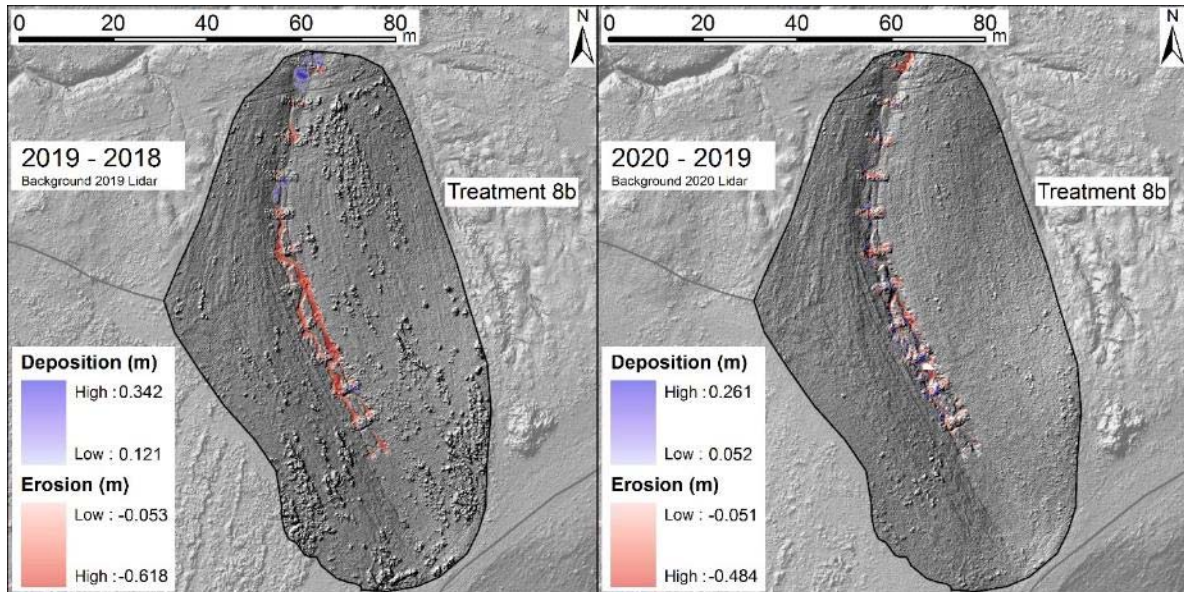 0 20 40 60 80
m
N
2019 - 2018
Background 2019 Lidar
Treatment 8b
Deposition (m)
High : 0.342
Low : 0.121
Erosion (m)
Low : -0.053
High : -0.618
0 20 40 60 80
m
N
2020 - 2019
Background 2020 Lidar
Treatment 8b
Deposition (m)
High : 0.261
Low : 0.052
Erosion (m)
Low : -0.051
High : -0.484